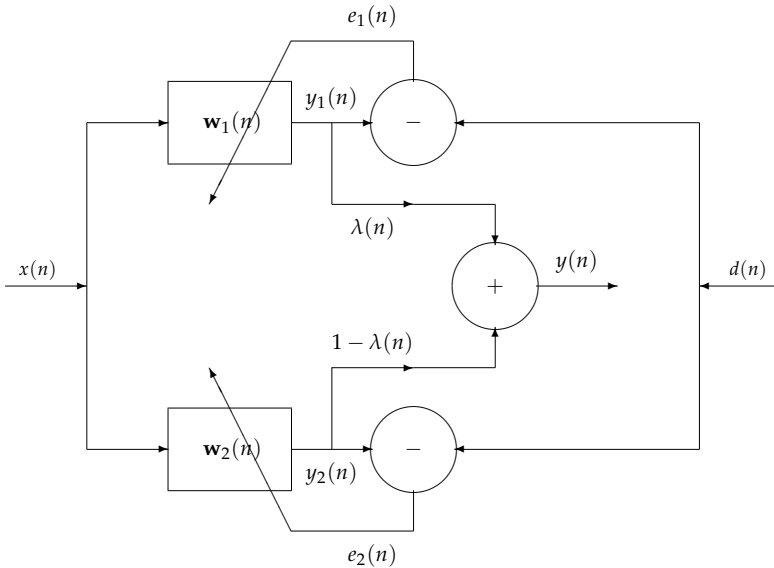 e₁(n)
y₁(n)
w₁(n)
−
λ(n)
x(n)
+
y(n)
d(n)
1 − λ(n)
w₂(n)
−
y₂(n)
e₂(n)